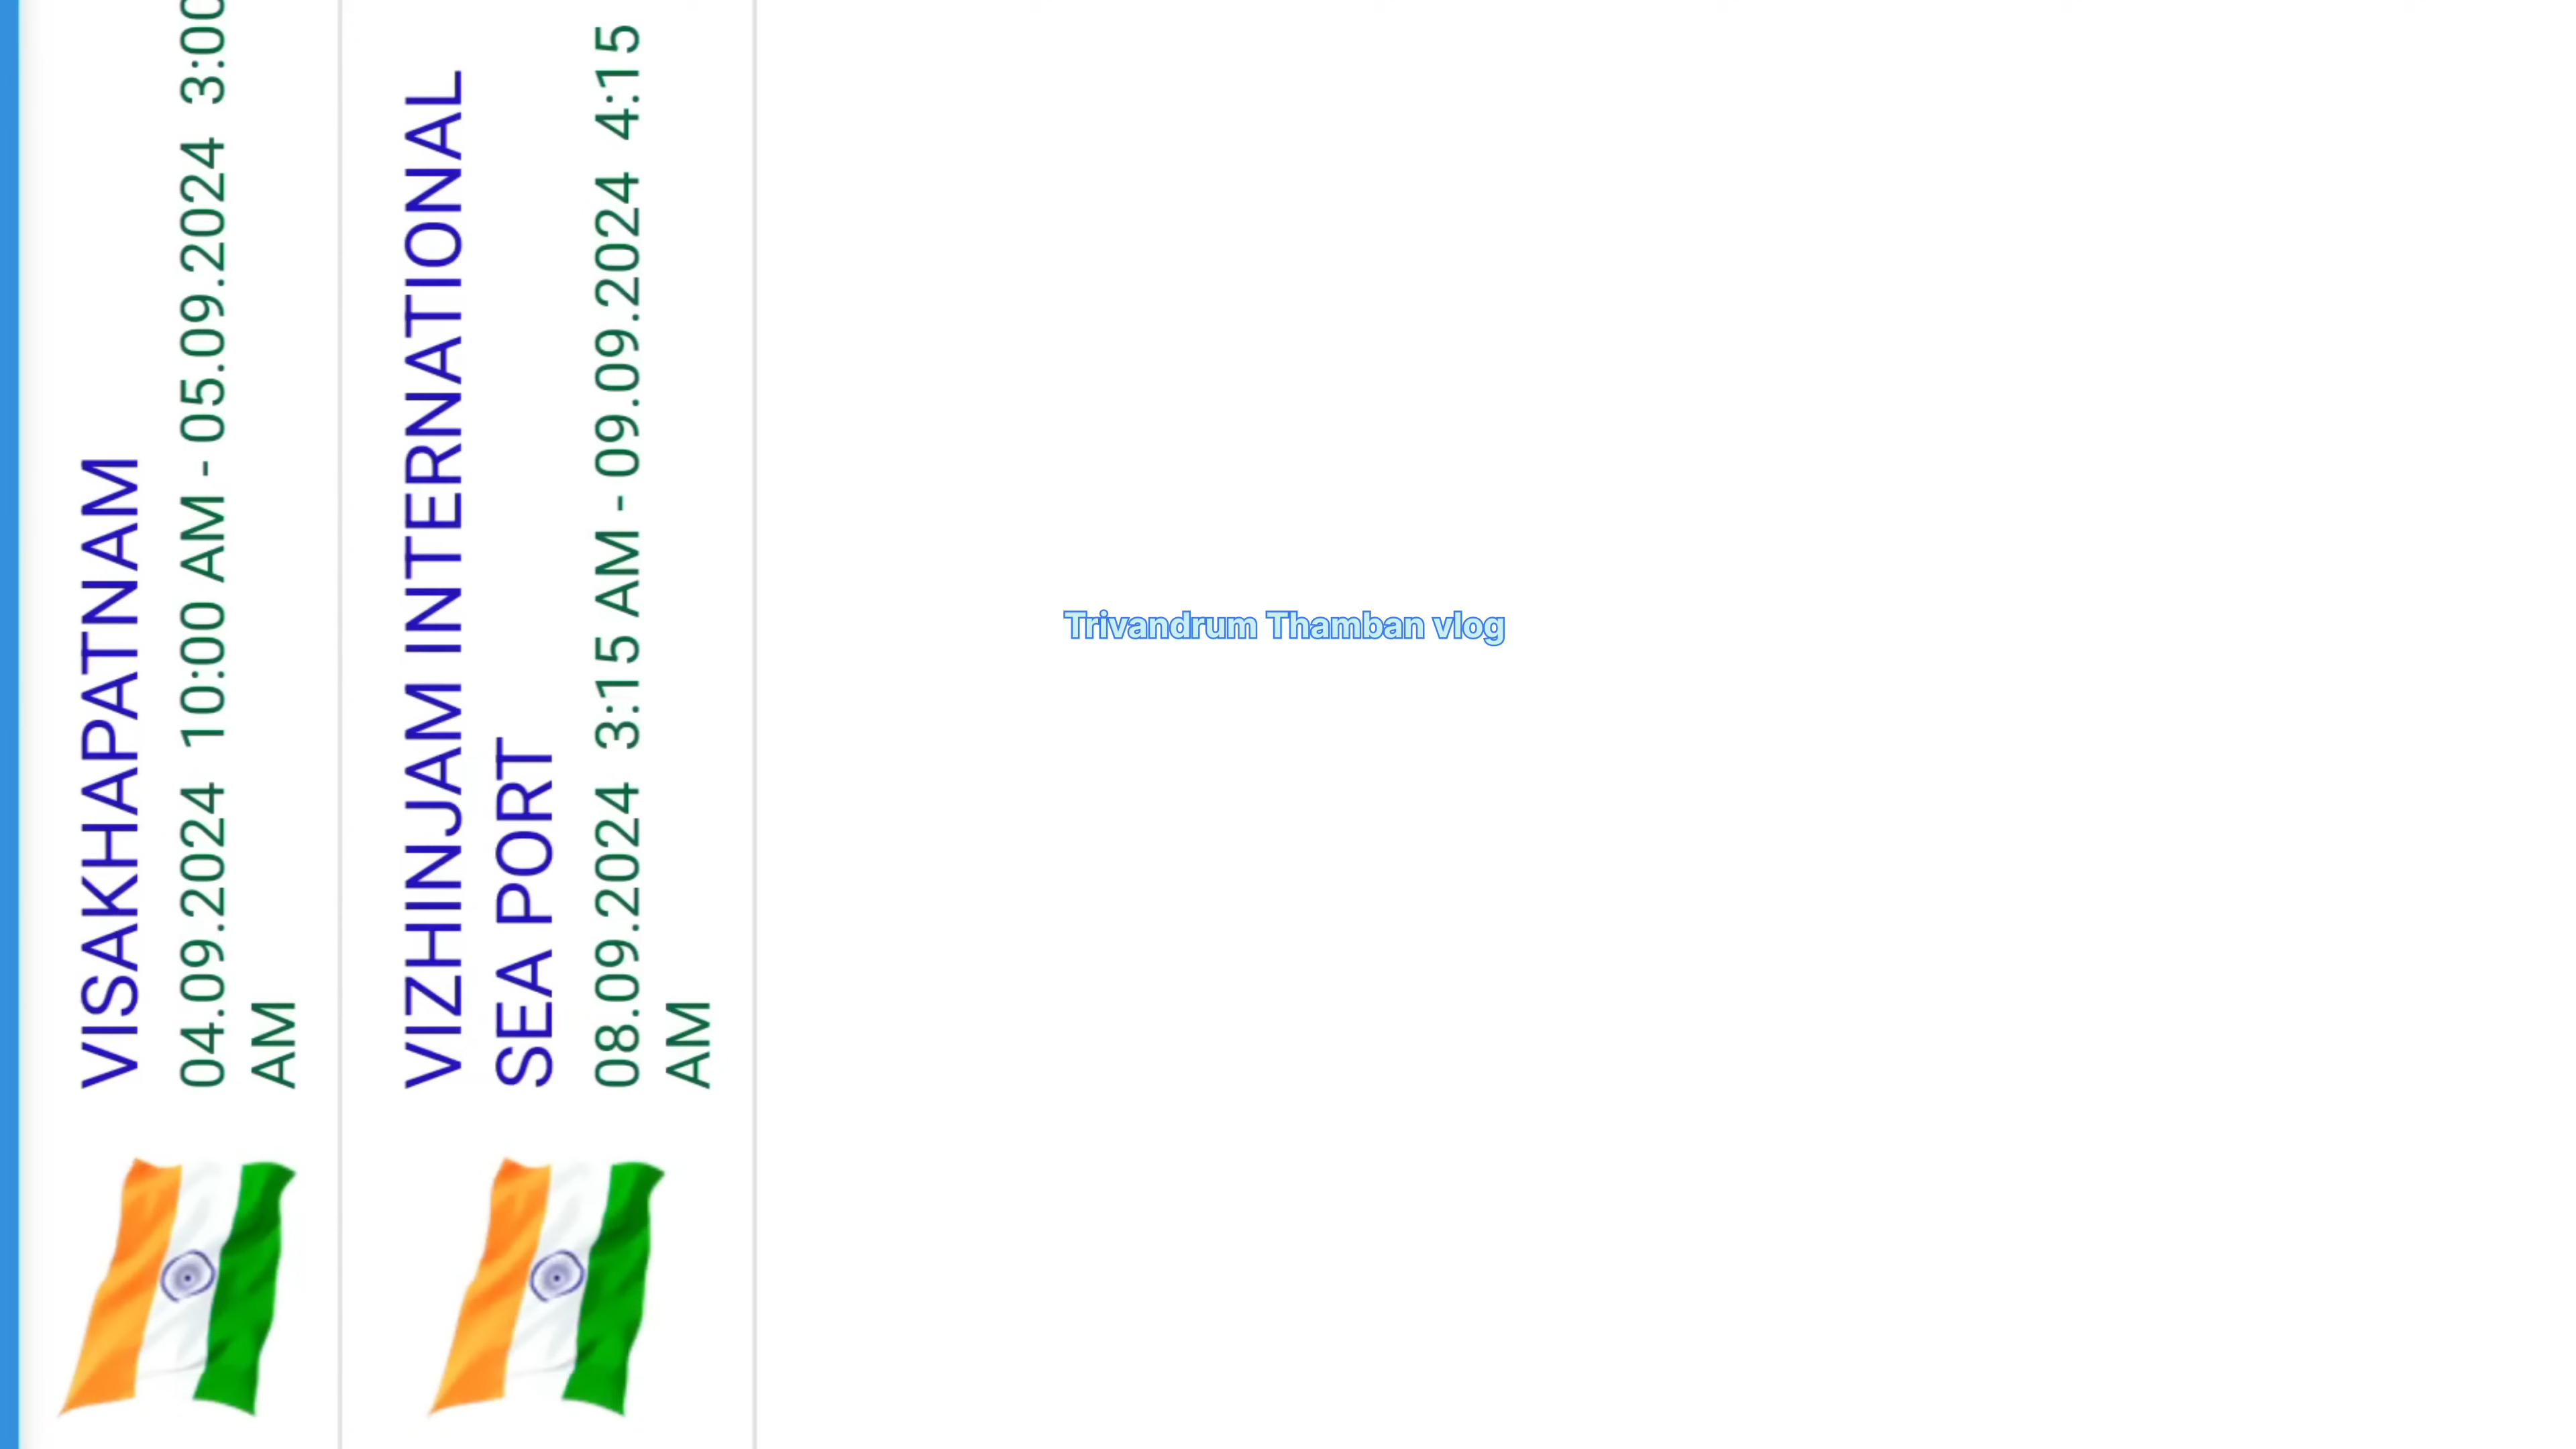 VISAKHAPATNAM
04.09.2024 10:00 AM - 05.09.2024 3:00
AM
VIZHINJAM INTERNATIONAL
SEA PORT
08.09.2024 3:15 AM - 09.09.2024 4:15
AM
Trivandrum Thamban vlog